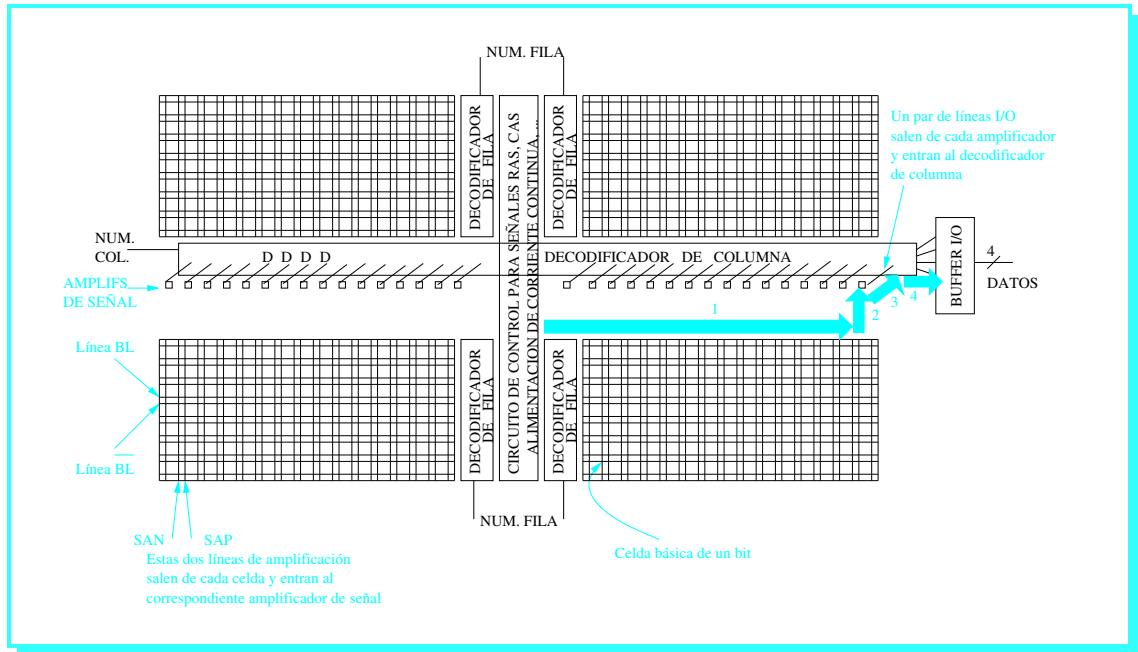 NUM. FILA
DECODIFICADOR
DE FILA
CIRCUITO DE CONTROL PARA SEÑALES RAS, CAS
ALIMENTACION DE CORRIENTE CONTINUA, ...
DECODIFICADOR
DE FILA
Un par de líneas I/O
salen de cada amplificador
y entran al decodificador
de columna
NUM.
COL.
D D D D
DECODIFICADOR DE COLUMNA
BUFFER I/O
4
DATOS
AMPLIFS
DE SEÑAL
1
2
3
4
Línea BL
Línea B̅L̅
DECODIFICADOR
DE FILA
DECODIFICADOR
DE FILA
NUM. FILA
SAN SAP
Estas dos líneas de amplificación
salen de cada celda y entran al
correspondiente amplificador de señal
Celda básica de un bit